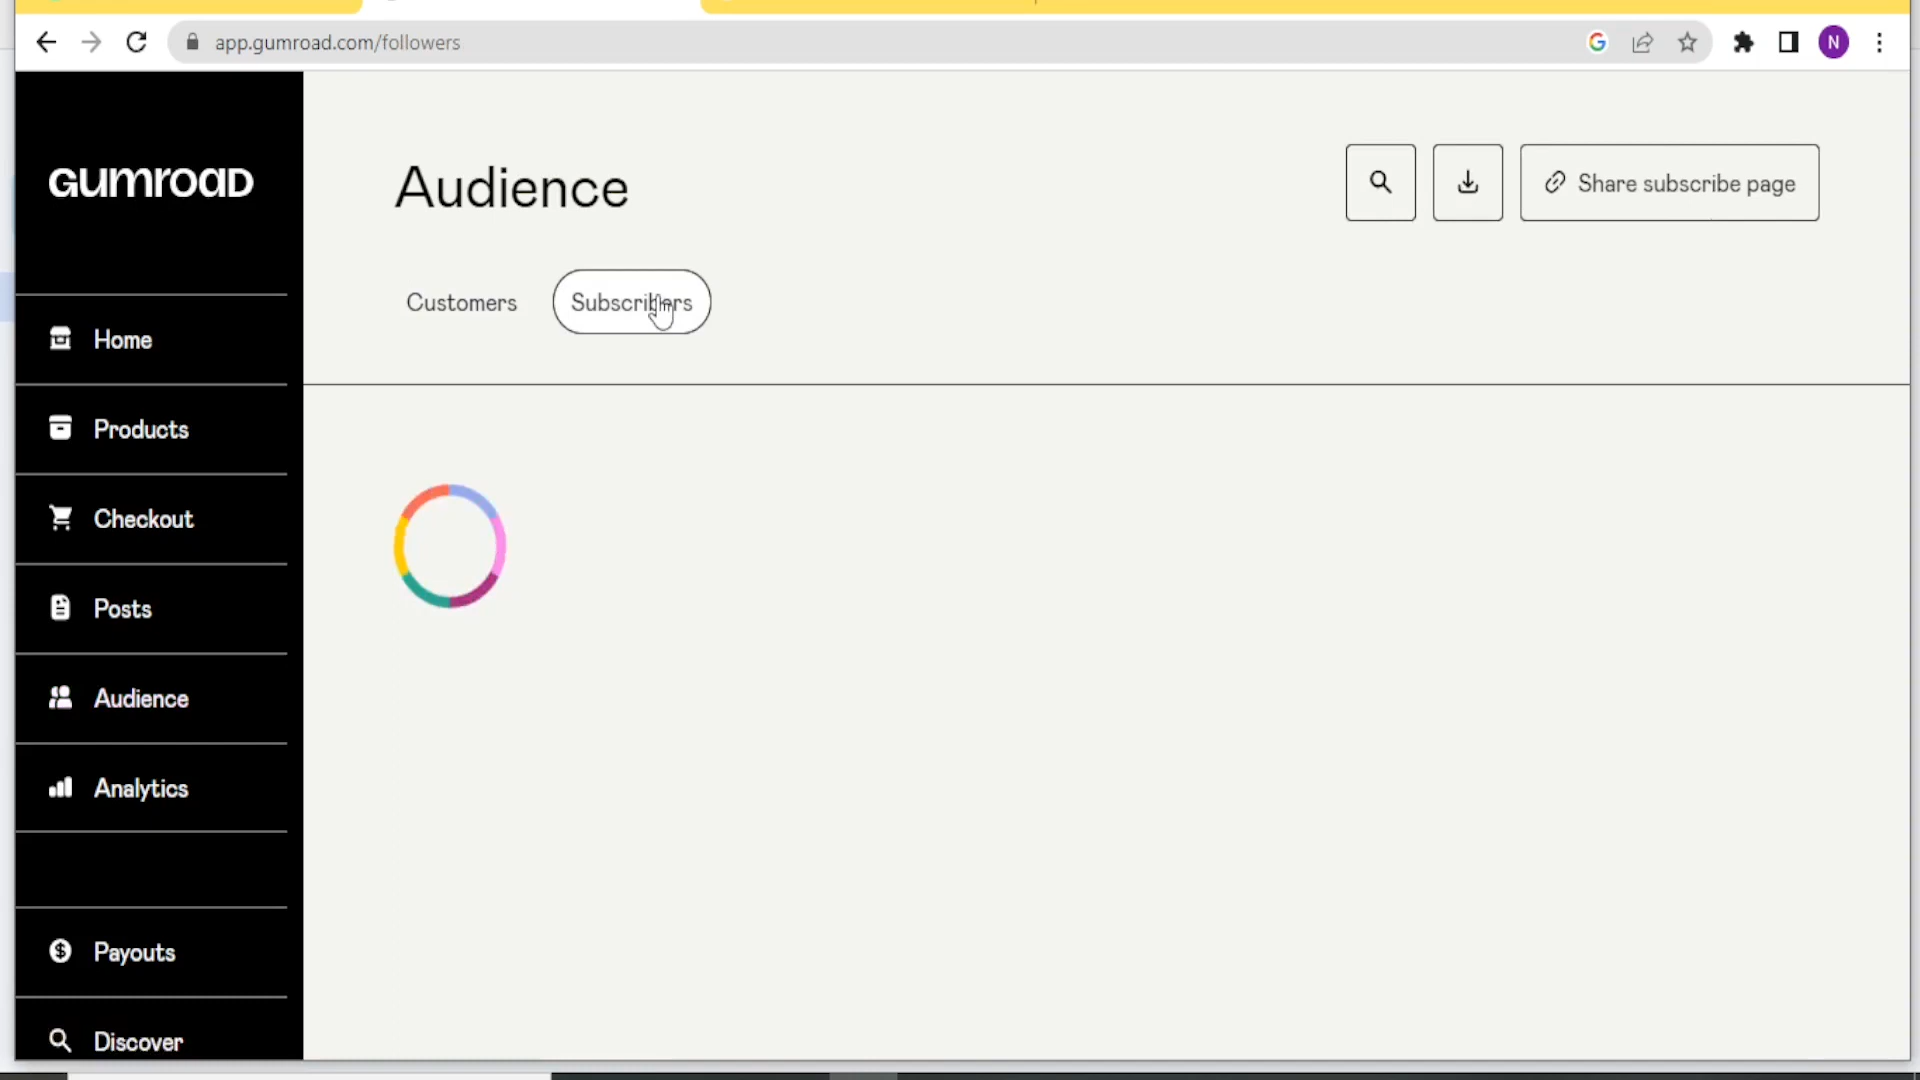 app.gumroad.com/followers
N
GUMROAD
Audience
Share subscribe page
Customers
Subscribers
Home
Products
Checkout
Posts
Audience
Analytics
Payouts
Discover